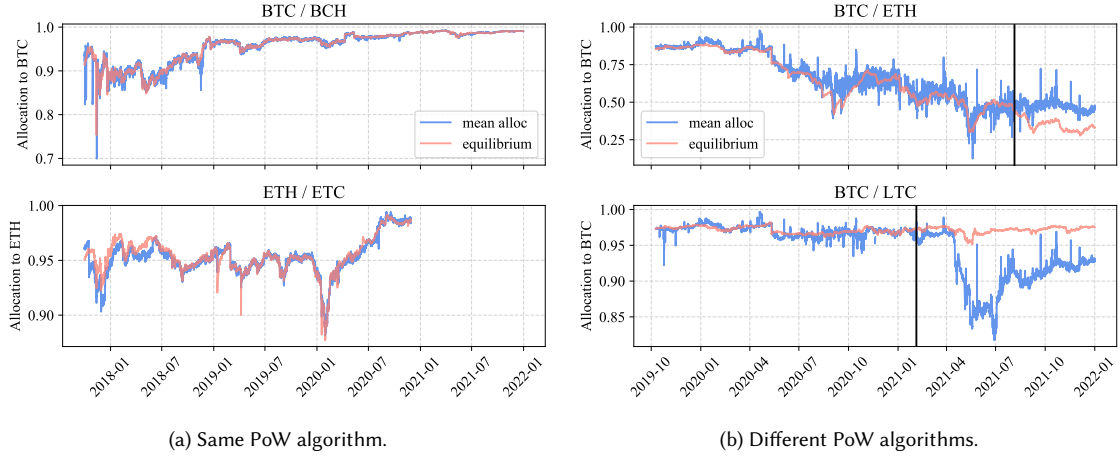 BTC / BCH
Allocation to BTC
1.0
0.9
0.8
0.7
mean alloc
equilibrium
ETH / ETC
Allocation to ETH
1.00
0.95
0.90
2018-01
2018-07
2019-01
2019-07
2020-01
2020-07
2021-01
2021-07
2022-01
(a) Same PoW algorithm.
BTC / ETH
Allocation to BTC
0.75
0.50
0.25
mean alloc
equilibrium
BTC / LTC
Allocation to BTC
1.00
0.95
0.90
0.85
2019-10
2020-01
2020-04
2020-07
2020-10
2021-01
2021-04
2021-07
2021-10
2022-01
(b) Different PoW algorithms.